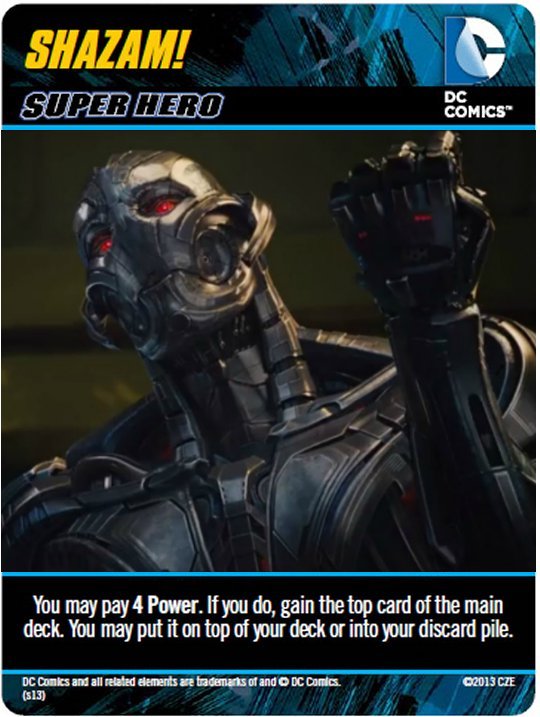 SHAZAM!
SUPER HERO
DC
COMICS™
You may pay 4 Power. If you do, gain the top card of the main
deck. You may put it on top of your deck or into your discard pile.
DC Comics and all related elements are trademarks of and © DC Comics.
(s13)
©2013 CZE